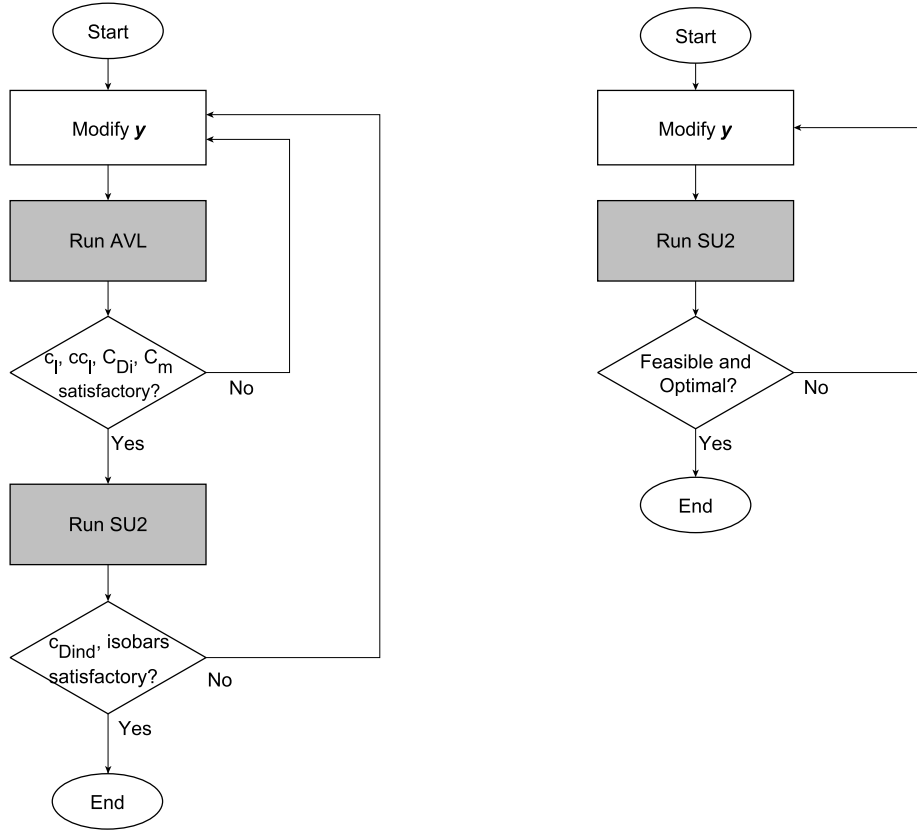 Start
Modify y
Run AVL
cl, ccl, CDi, Cm
satisfactory?
No
Yes
Run SU2
cDind, isobars
satisfactory?
No
Yes
End
Start
Modify y
Run SU2
Feasible and
Optimal?
No
Yes
End